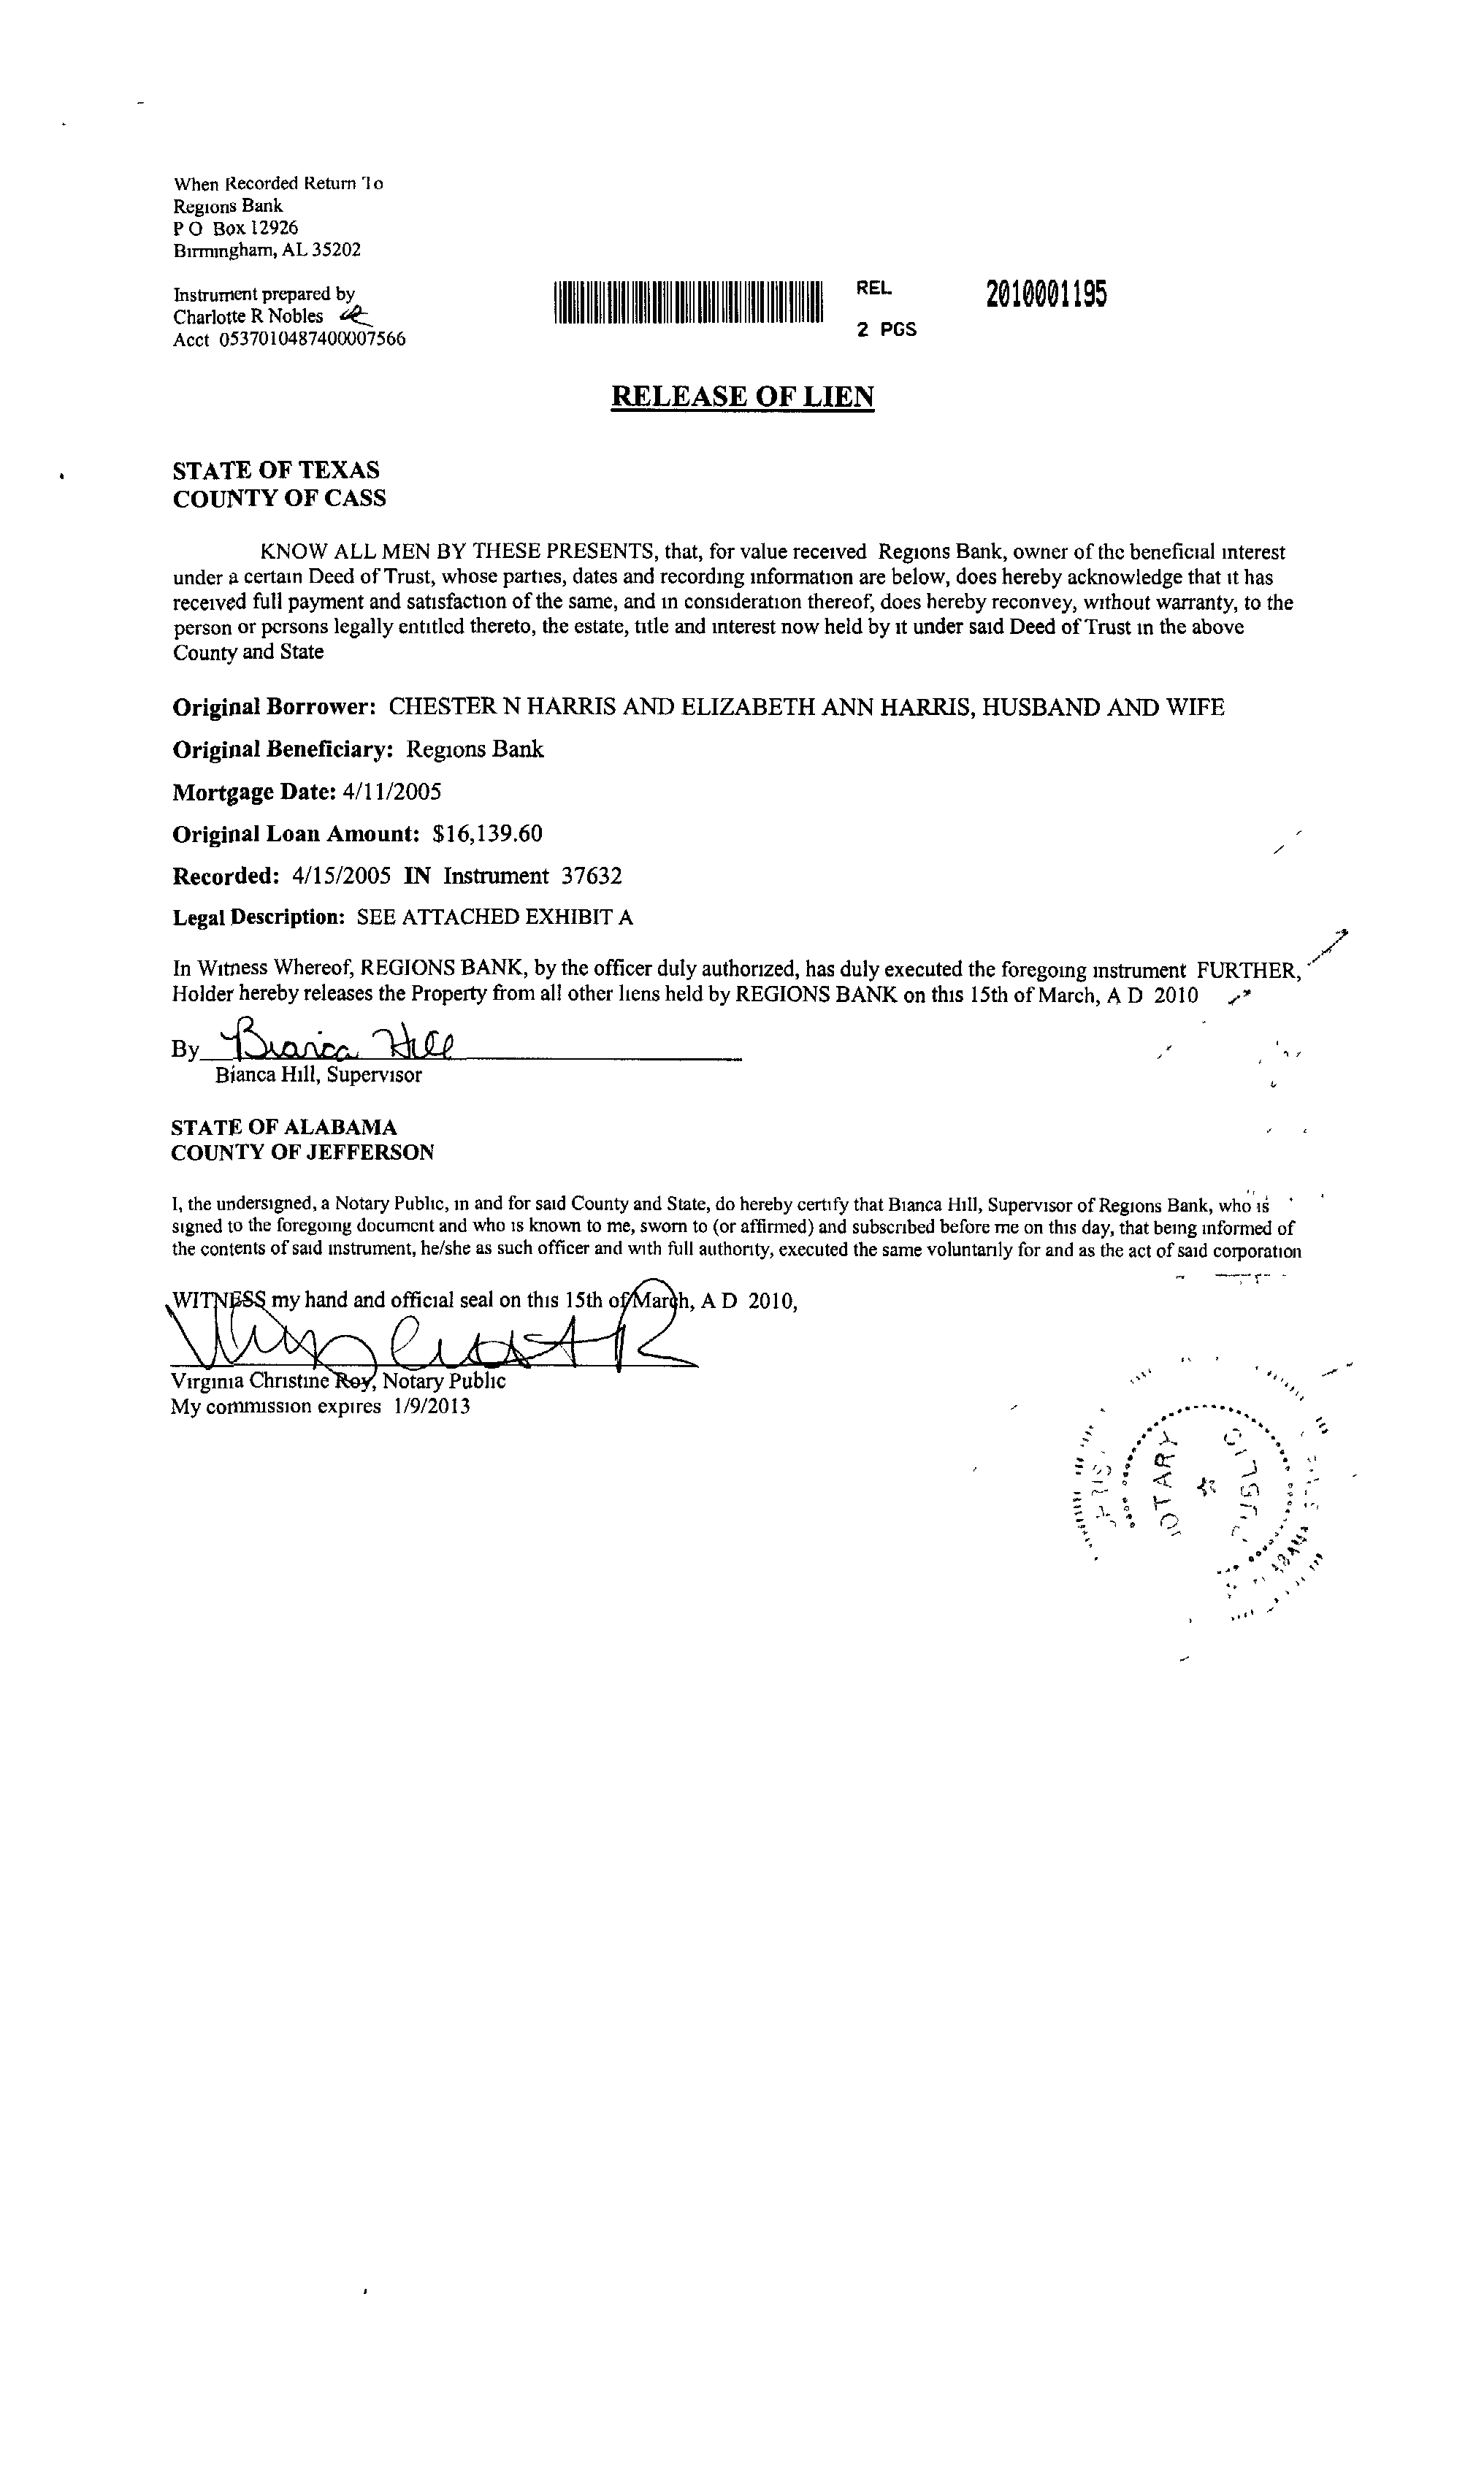 When Recorded Return To
Regions Bank
P O Box 12926
Birmingham, AL 35202
Instrument prepared by
Charlotte R Nobles
Acct 0537010487400007566
REL 2010001195
2 PGS
RELEASE OF LIEN
STATE OF TEXAS
COUNTY OF CASS
KNOW ALL MEN BY THESE PRESENTS, that, for value received Regions Bank, owner of the beneficial interest
under a certain Deed of Trust, whose parties, dates and recording information are below, does hereby acknowledge that it has
received full payment and satisfaction of the same, and in consideration thereof, does hereby reconvey, without warranty, to the
person or persons legally entitled thereto, the estate, title and interest now held by it under said Deed of Trust in the above
County and State
Original Borrower: CHESTER N HARRIS AND ELIZABETH ANN HARRIS, HUSBAND AND WIFE
Original Beneficiary: Regions Bank
Mortgage Date: 4/11/2005
Original Loan Amount: $16,139.60
Recorded: 4/15/2005 IN Instrument 37632
Legal Description: SEE ATTACHED EXHIBIT A
In Witness Whereof, REGIONS BANK, by the officer duly authorized, has duly executed the foregoing instrument FURTHER,
Holder hereby releases the Property from all other liens held by REGIONS BANK on this 15th of March, A D 2010
By Bianca Hill
Bianca Hill, Supervisor
STATE OF ALABAMA
COUNTY OF JEFFERSON
I, the undersigned, a Notary Public, in and for said County and State, do hereby certify that Bianca Hill, Supervisor of Regions Bank, who is
signed to the foregoing document and who is known to me, sworn to (or affirmed) and subscribed before me on this day, that being informed of
the contents of said instrument, he/she as such officer and with full authority, executed the same voluntarily for and as the act of said corporation
WITNESS my hand and official seal on this 15th of March, A D 2010,
Virginia Christine Roy, Notary Public
My commission expires 1/9/2013